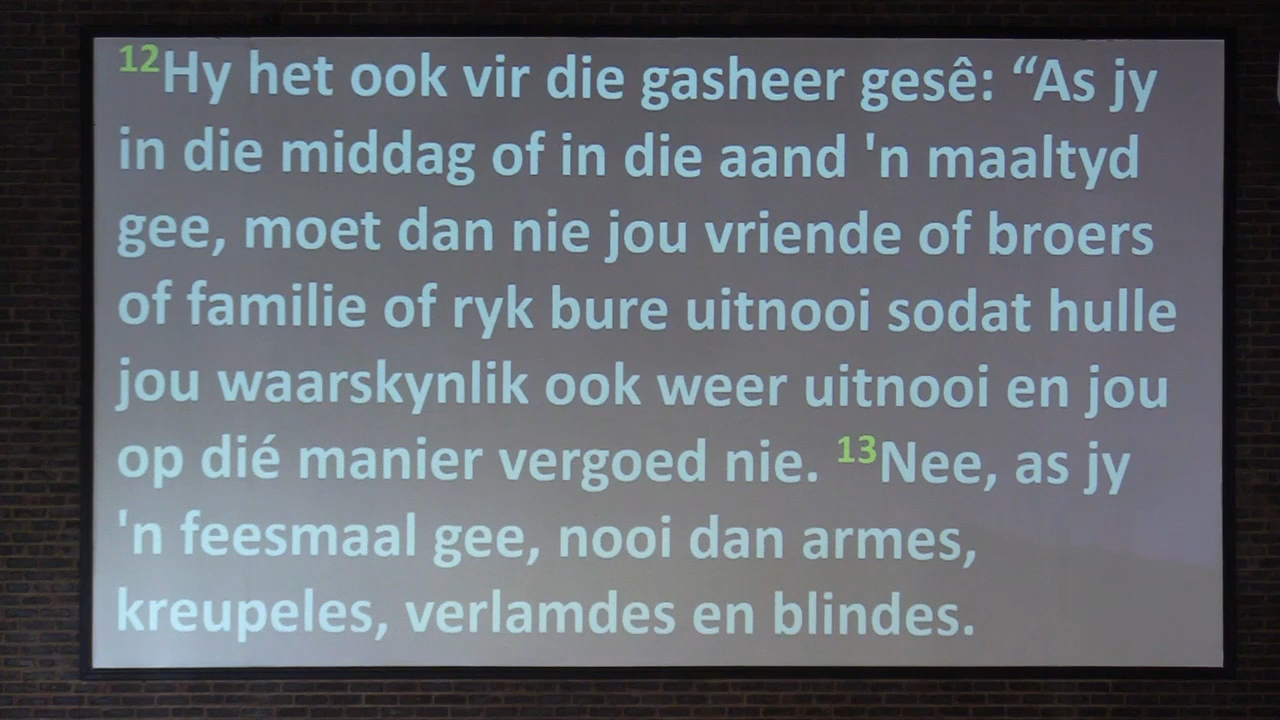 12Hy het ook vir die gasheer gesê: “As jy
in die middag of in die aand 'n maaltyd
gee, moet dan nie jou vriende of broers
of familie of ryk bure uitnooi sodat hulle
jou waarskynlik ook weer uitnooi en jou
op dié manier vergoed nie. 13Nee, as jy
'n feesmaal gee, nooi dan armes,
kreupeles, verlamdes en blindes.